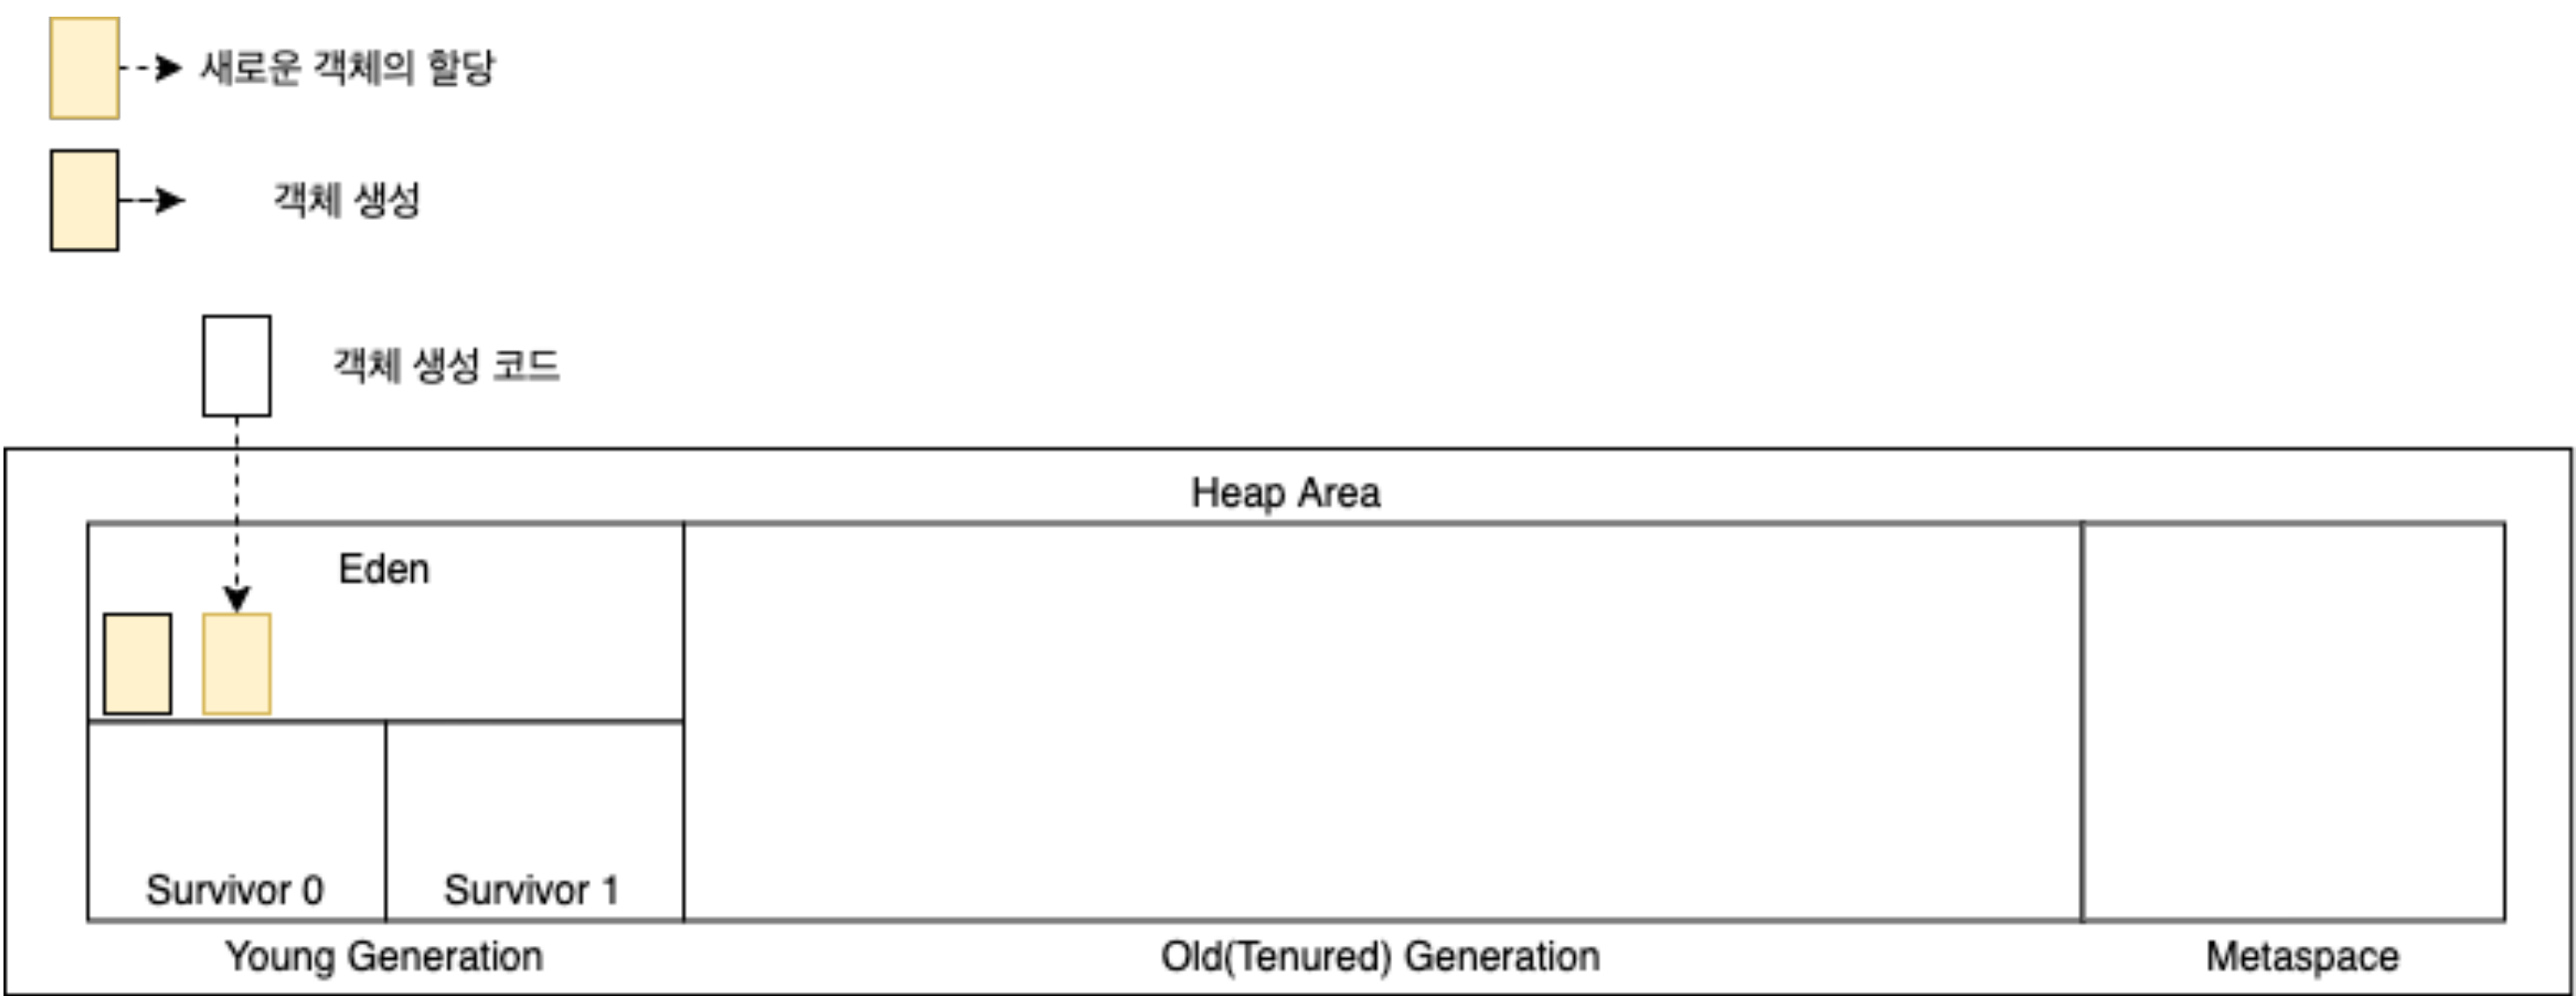 새로운 객체의 할당
객체 생성
객체 생성 코드
Heap Area
Eden
Survivor 0
Survivor 1
Young Generation
Old(Tenured) Generation
Metaspace